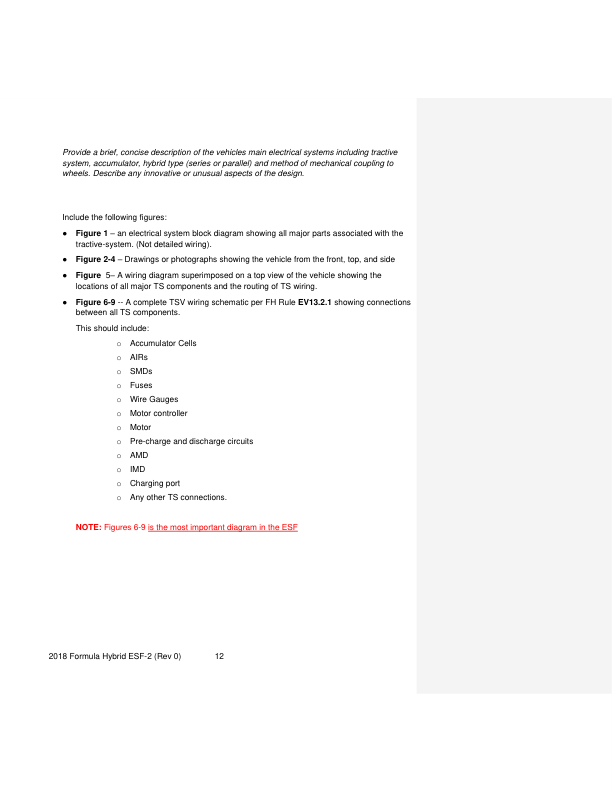 Provide a brief, concise description of the vehicles main electrical systems including tractive
system, accumulator, hybrid type (series or parallel) and method of mechanical coupling to
wheels. Describe any innovative or unusual aspects of the design.
Include the following figures:
● Figure 1 – an electrical system block diagram showing all major parts associated with the
tractive-system. (Not detailed wiring).
● Figure 2-4 – Drawings or photographs showing the vehicle from the front, top, and side
● Figure 5– A wiring diagram superimposed on a top view of the vehicle showing the
locations of all major TS components and the routing of TS wiring.
● Figure 6-9 -- A complete TSV wiring schematic per FH Rule EV13.2.1 showing connections
between all TS components.
This should include:
○ Accumulator Cells
○ AIRs
○ SMDs
○ Fuses
○ Wire Gauges
○ Motor controller
○ Motor
○ Pre-charge and discharge circuits
○ AMD
○ IMD
○ Charging port
○ Any other TS connections.
NOTE: Figures 6-9 is the most important diagram in the ESF
2018 Formula Hybrid ESF-2 (Rev 0) 12